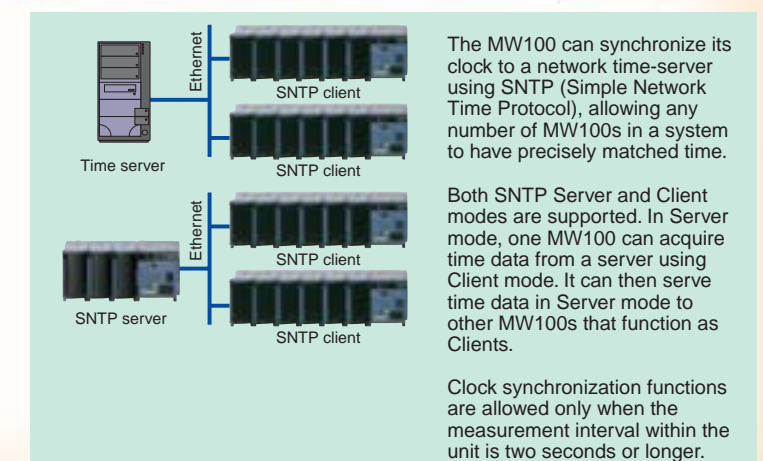 Ethernet
SNTP client
Time server
SNTP client
Ethernet
SNTP client
SNTP server
SNTP client
The MW100 can synchronize its
clock to a network time-server
using SNTP (Simple Network
Time Protocol), allowing any
number of MW100s in a system
to have precisely matched time.
Both SNTP Server and Client
modes are supported. In Server
mode, one MW100 can acquire
time data from a server using
Client mode. It can then serve
time data in Server mode to
other MW100s that function as
Clients.
Clock synchronization functions
are allowed only when the
measurement interval within the
unit is two seconds or longer.